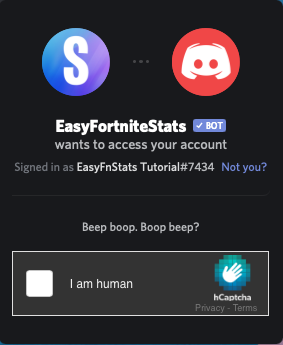 S
EasyFortniteStats ✓ BOT
wants to access your account
Signed in as EasyFnStats Tutorial#7434 Not you?
Beep boop. Boop beep?
I am human
hCaptcha
Privacy - Terms